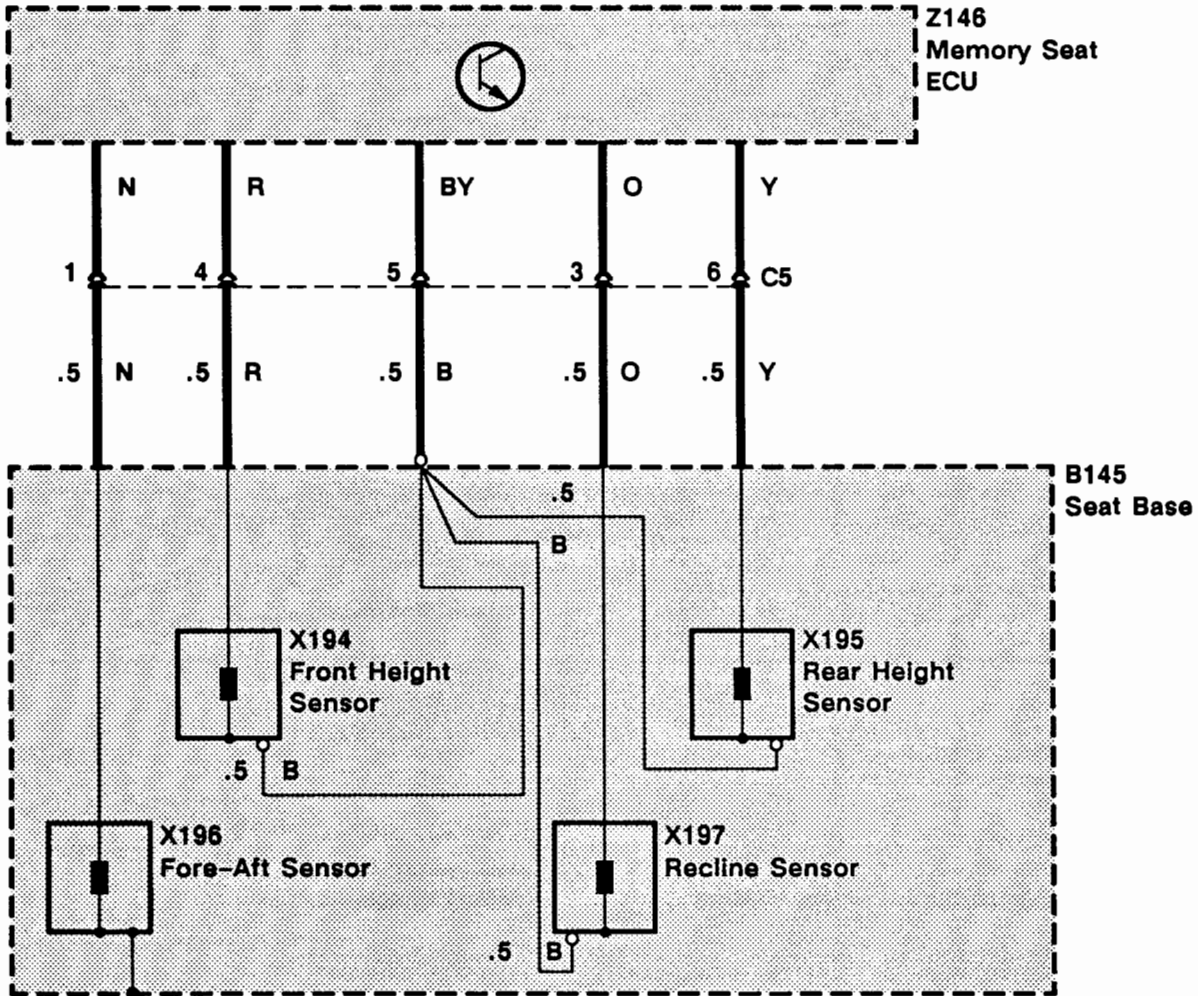 Z146
Memory Seat
ECU
N R BY O Y
1 4 5 3 6 C5
.5 N .5 R .5 B .5 O .5 Y
B145
Seat Base
.5
B
X194
Front Height
Sensor
X195
Rear Height
Sensor
.5 B
X196
Fore-Aft Sensor
X197
Recline Sensor
.5 B